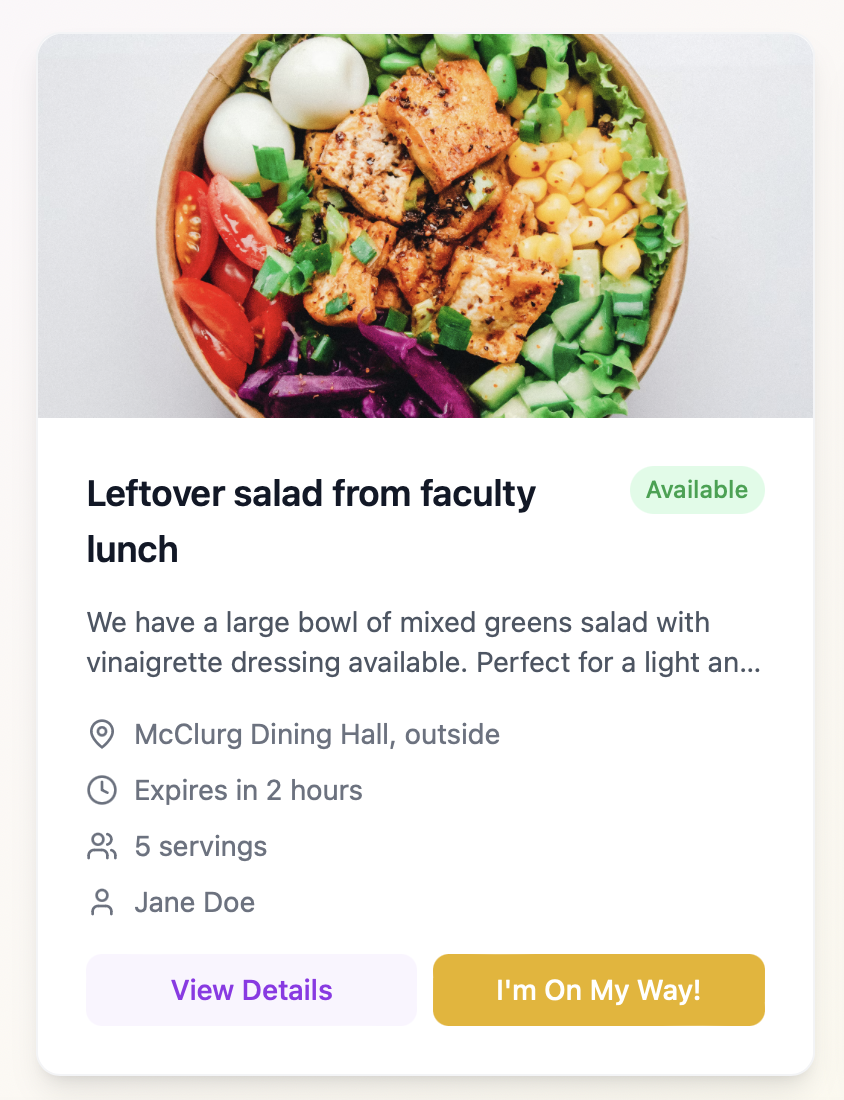 Leftover salad from faculty
lunch
Available
We have a large bowl of mixed greens salad with
vinaigrette dressing available. Perfect for a light an...
McClurg Dining Hall, outside
Expires in 2 hours
5 servings
Jane Doe
View Details
I'm On My Way!